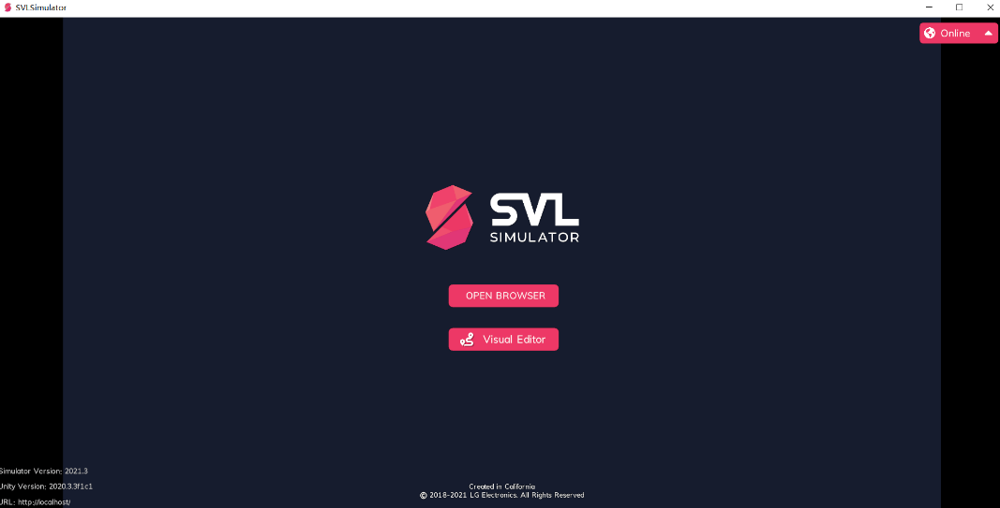 SVLSimulator
Online
SVL
SIMULATOR
OPEN BROWSER
Visual Editor
Simulator Version: 2021.3
Unity Version: 2020.3.3f1c1
URL: http://localhost/
Created in California
© 2018-2021 LG Electronics. All Rights Reserved